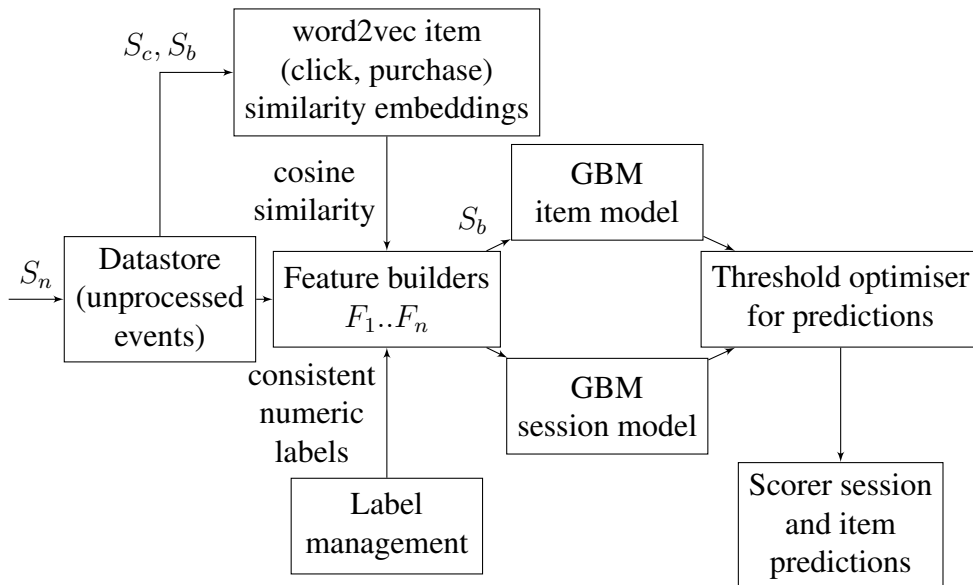 word2vec item
(click, purchase)
similarity embeddings
S_c, S_b
cosine
similarity
GBM
item model
S_b
S_n
Datastore
(unprocessed
events)
Feature builders
F_1..F_n
Threshold optimiser
for predictions
consistent
numeric
labels
GBM
session model
Label
management
Scorer session
and item
predictions